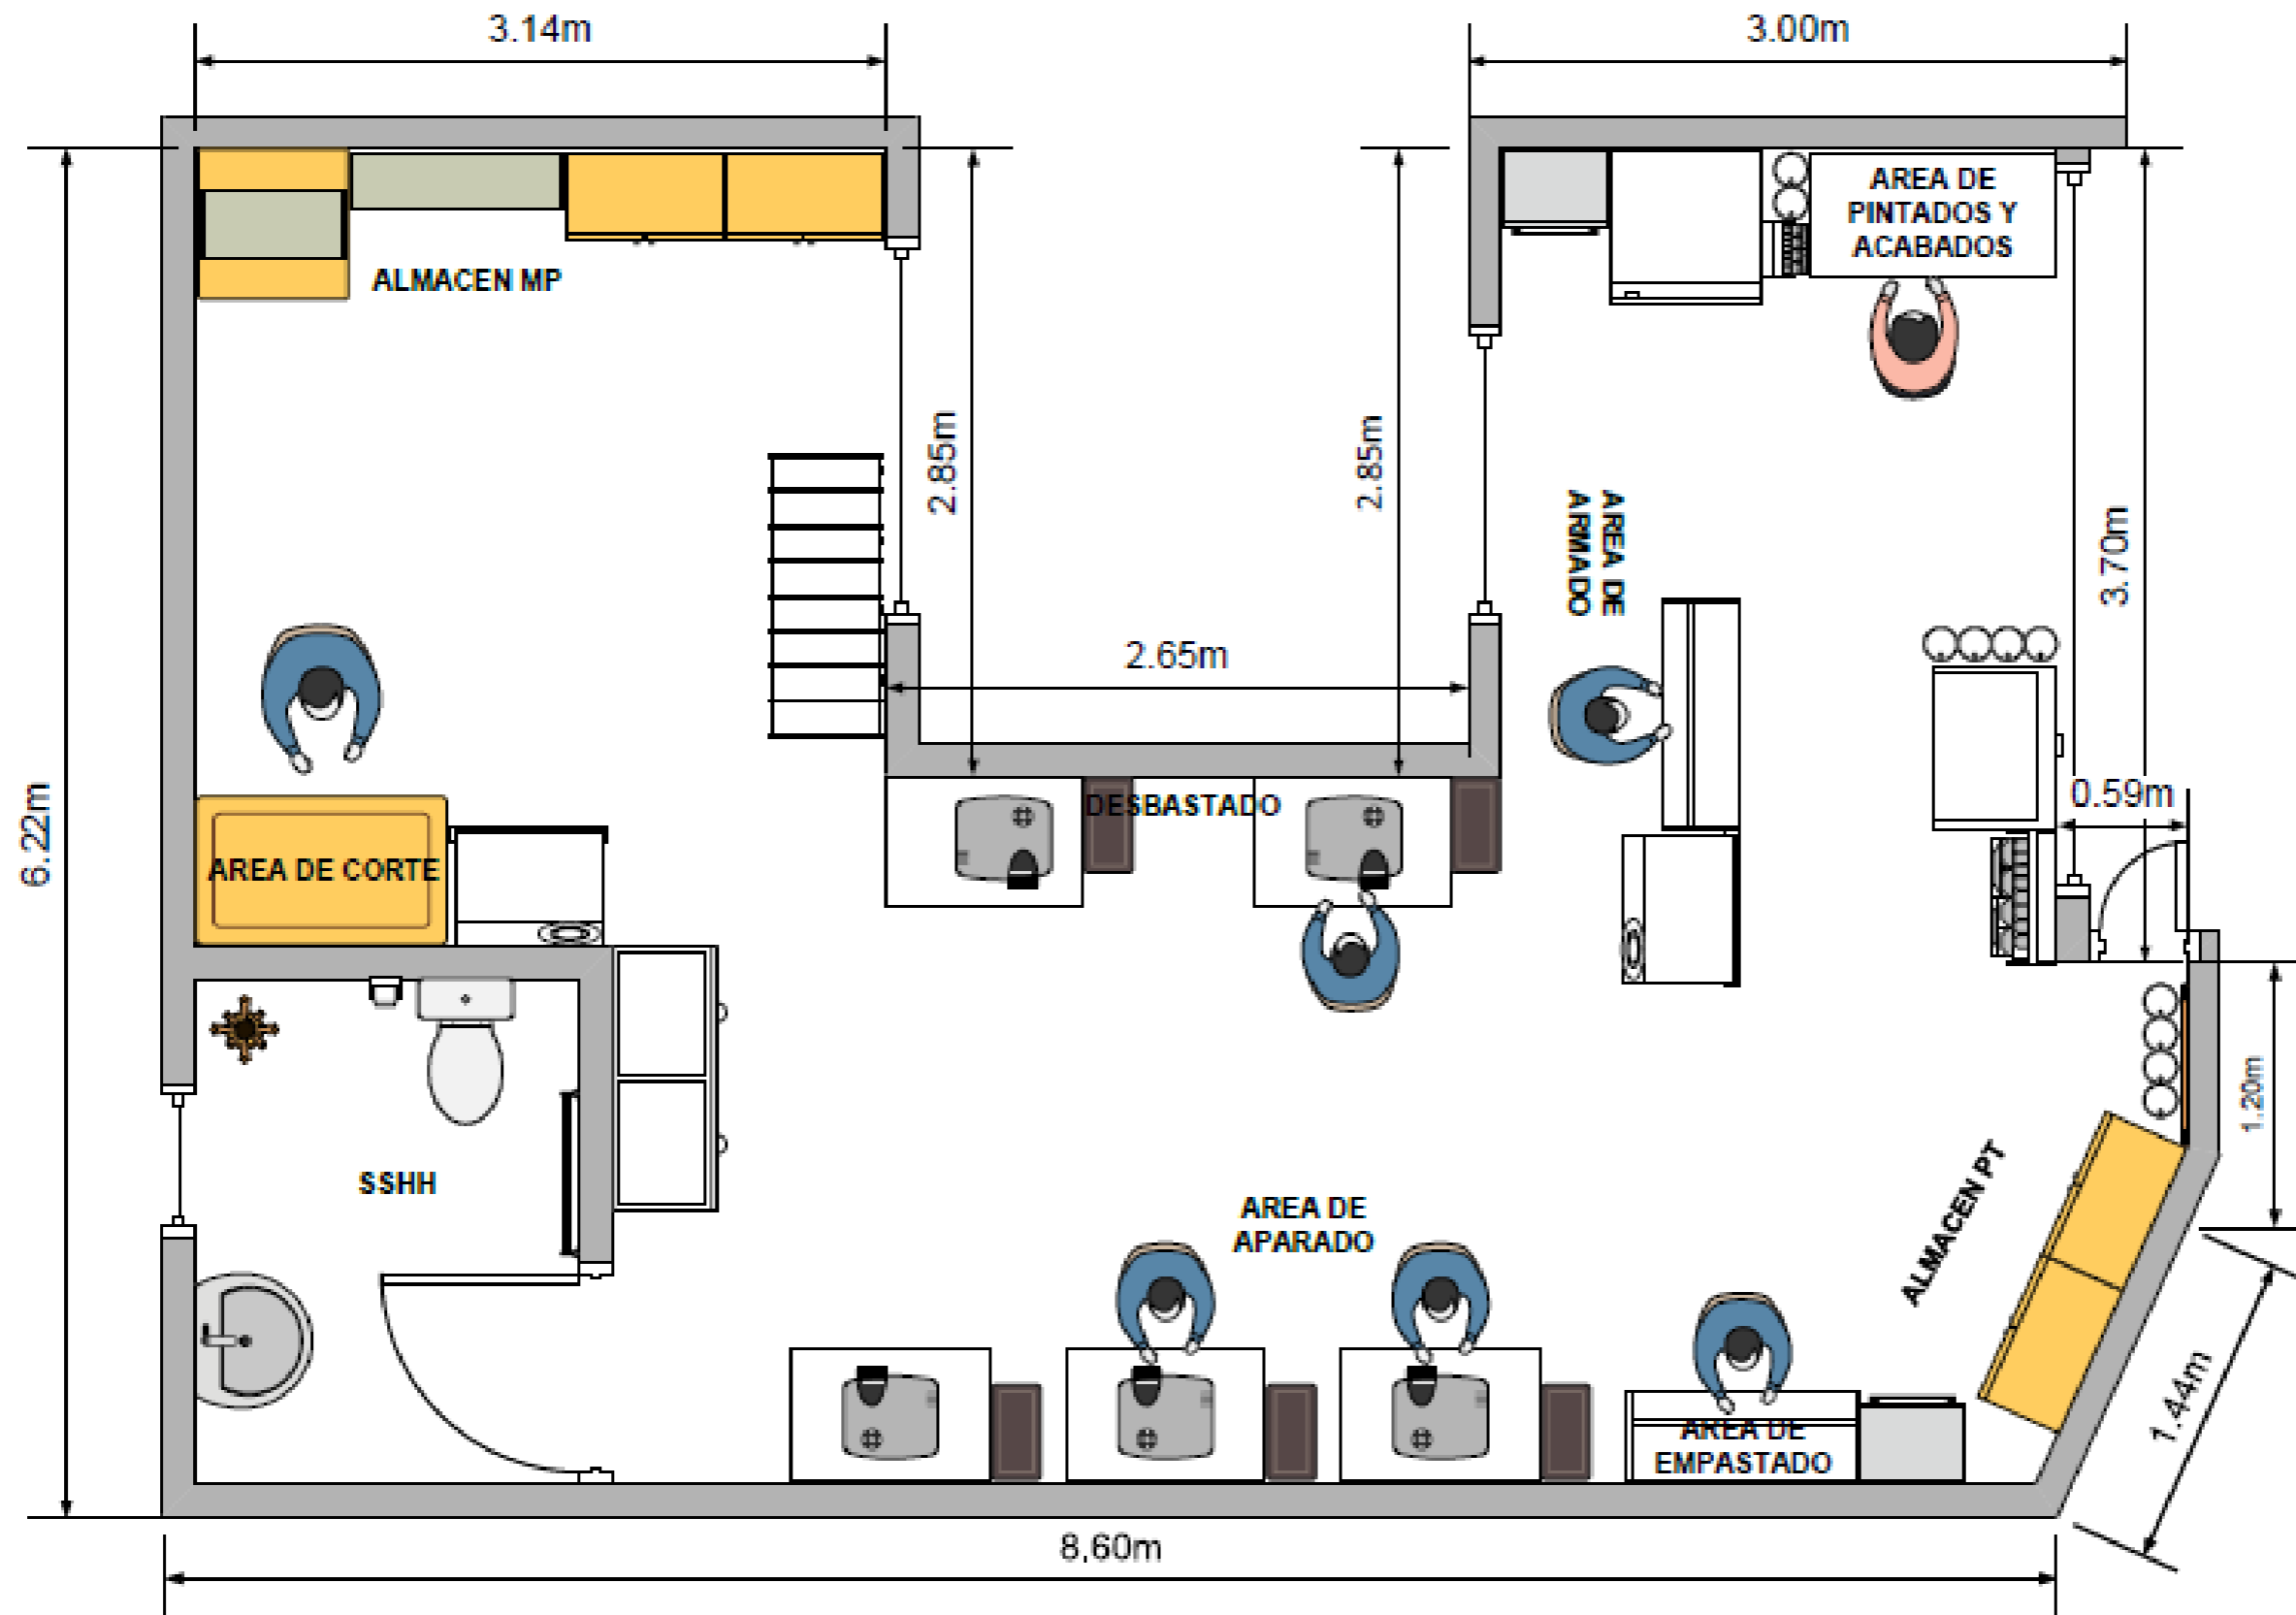 3.14m
3.00m
AREA DE
PINTADOS Y
ACABADOS
ALMACEN MP
2.85m
2.85m
AREA DE
ARMADO
3.70m
2.65m
0.59m
6.22m
DESBASTADO
AREA DE CORTE
1.20m
SSHH
AREA DE
APARADO
ALMACEN PT
1.44m
AREA DE
EMPASTADO
8,60m